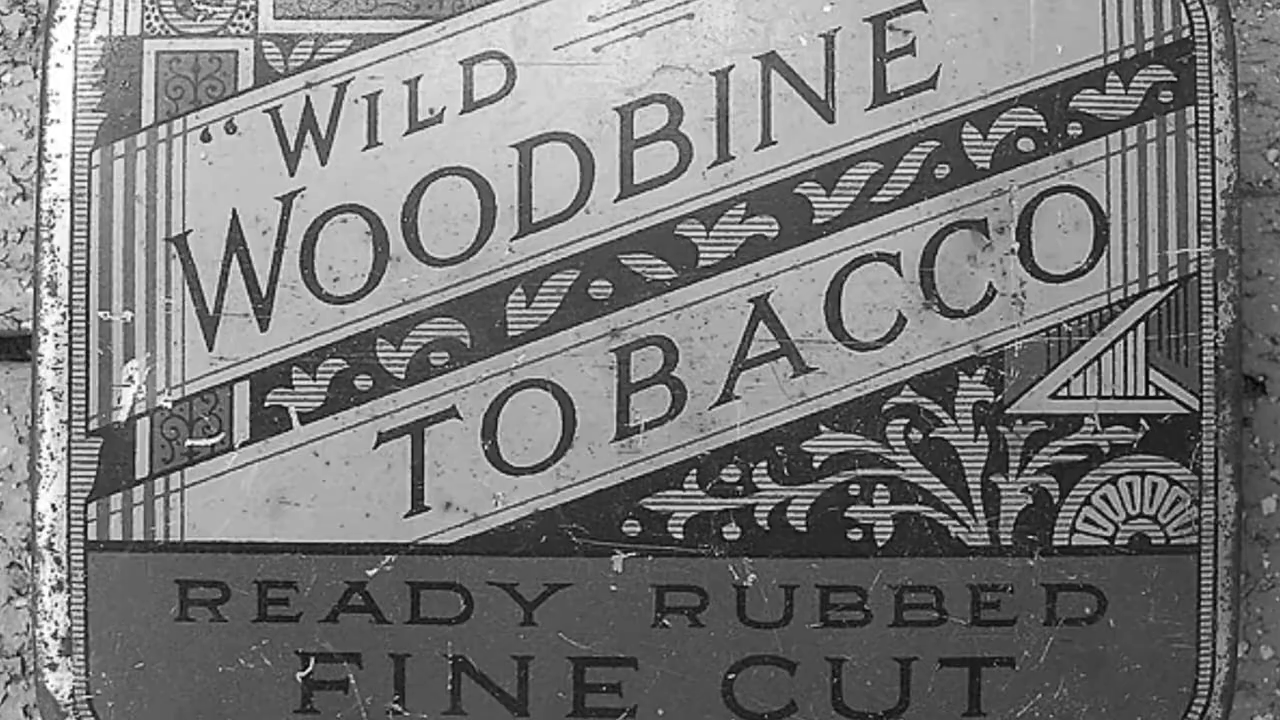 “WILD
WOODBINE
TOBACCO
READY RUBBED
FINE CUT